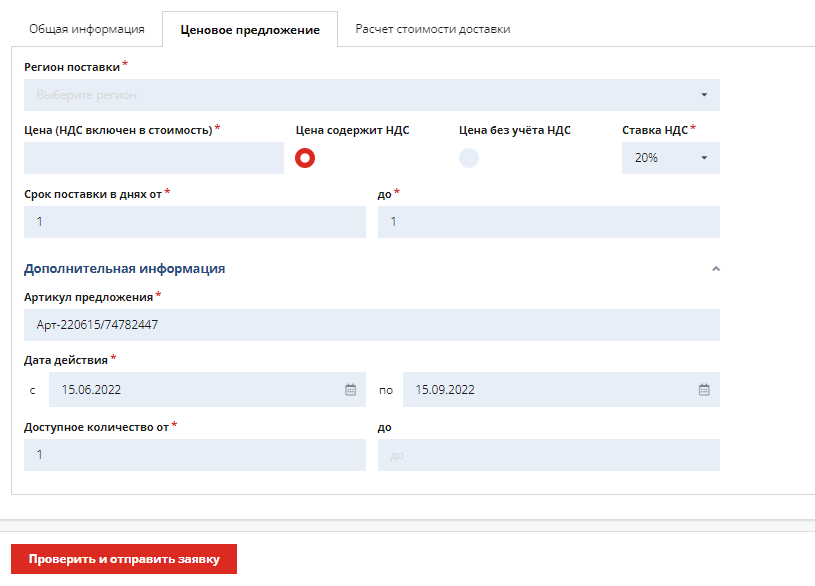 Общая информация Ценовое предложение Расчет стоимости доставки
Регион поставки *
Выберите регион
Цена (НДС включен в стоимость) * Цена содержит НДС Цена без учёта НДС Ставка НДС *
20%
Срок поставки в днях от * до *
1 1
Дополнительная информация
Артикул предложения *
Арт-220615/74782447
Дата действия *
с 15.06.2022 по 15.09.2022
Доступное количество от * до
1 до
Проверить и отправить заявку